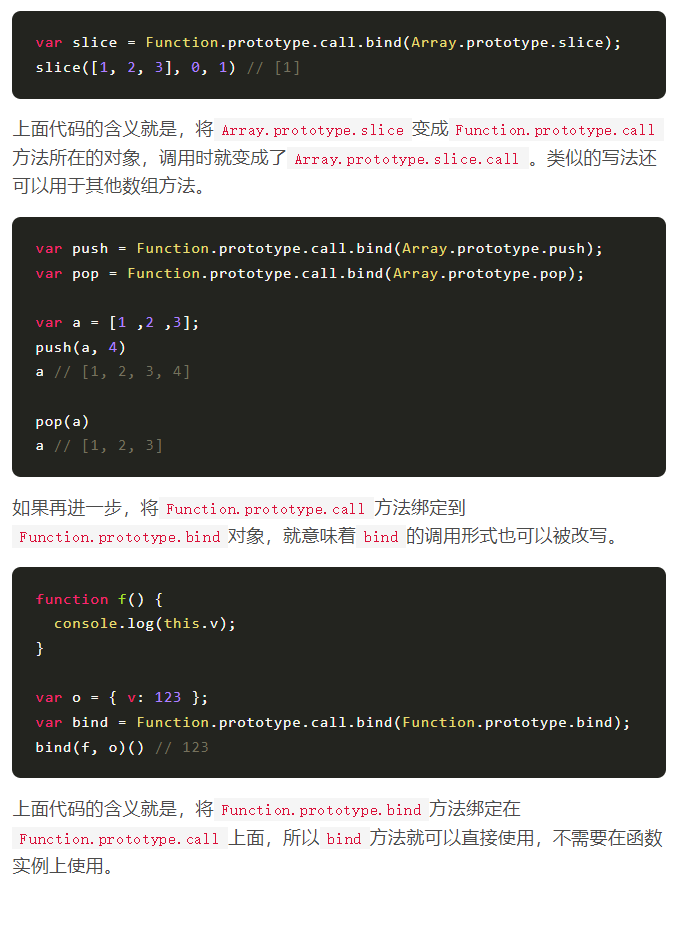 var slice = Function.prototype.call.bind(Array.prototype.slice);
slice([1, 2, 3], 0, 1) // [1]
上面代码的含义就是，将 Array.prototype.slice 变成 Function.prototype.call
方法所在的对象，调用时就变成了 Array.prototype.slice.call 。类似的写法还
可以用于其他数组方法。
var push = Function.prototype.call.bind(Array.prototype.push);
var pop = Function.prototype.call.bind(Array.prototype.pop);
var a = [1 ,2 ,3];
push(a, 4)
a // [1, 2, 3, 4]
pop(a)
a // [1, 2, 3]
如果再进一步，将 Function.prototype.call 方法绑定到
Function.prototype.bind 对象，就意味着 bind 的调用形式也可以被改写。
function f() {
  console.log(this.v);
}
var o = { v: 123 };
var bind = Function.prototype.call.bind(Function.prototype.bind);
bind(f, o)() // 123
上面代码的含义就是，将 Function.prototype.bind 方法绑定在
Function.prototype.call 上面，所以 bind 方法就可以直接使用，不需要在函数
实例上使用。